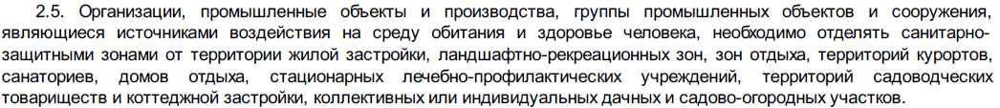 2.5. Организации, промышленные объекты и производства, группы промышленных объектов и сооружения,
являющиеся источниками воздействия на среду обитания и здоровье человека, необходимо отделять санитарно-
защитными зонами от территории жилой застройки, ландшафтно-рекреационных зон, зон отдыха, территорий курортов,
санаториев, домов отдыха, стационарных лечебно-профилактических учреждений, территорий садоводческих
товариществ и коттеджной застройки, коллективных или индивидуальных дачных и садово-огородных участков.